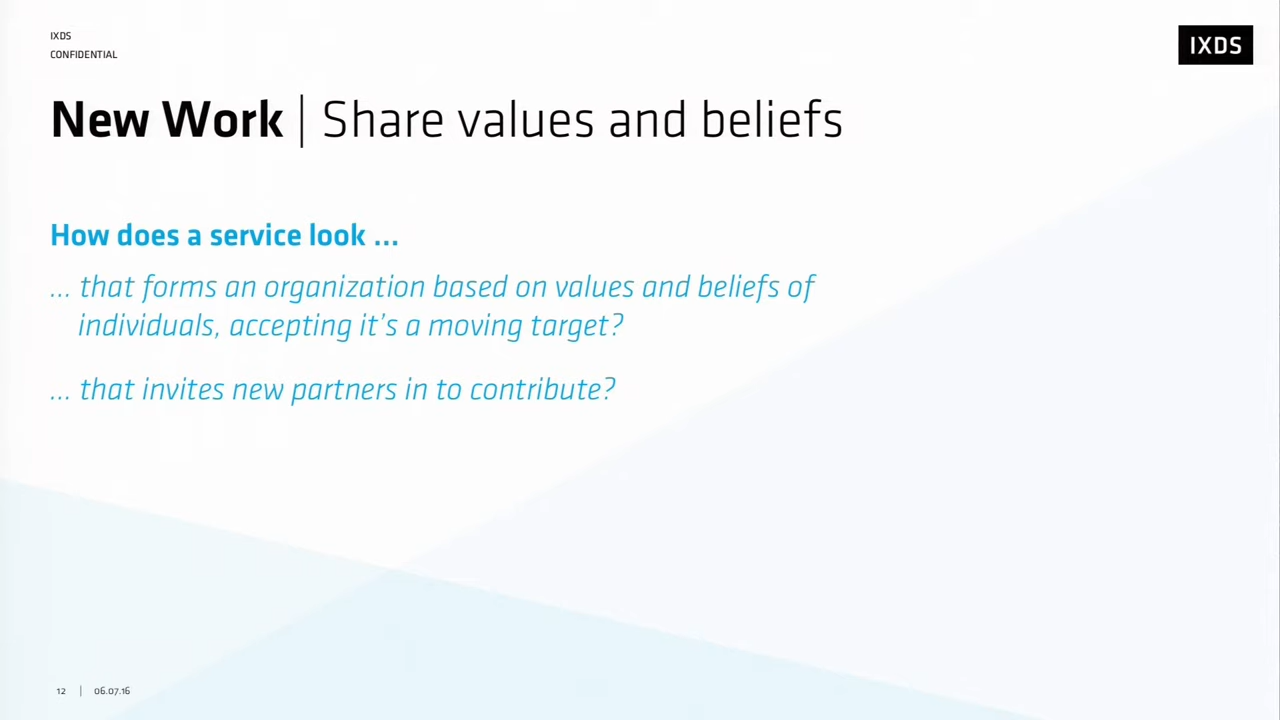 IXDS
CONFIDENTIAL
IXDS
New Work | Share values and beliefs
How does a service look ...
... that forms an organization based on values and beliefs of
individuals, accepting it’s a moving target?
... that invites new partners in to contribute?
12 | 06.07.16